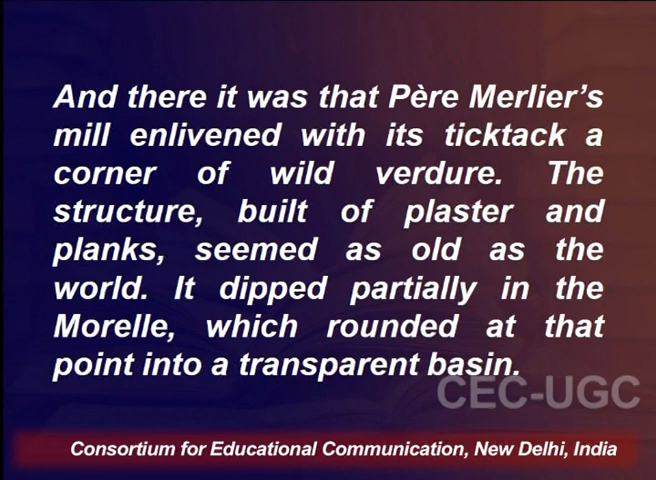 And there it was that Père Merlier's
mill enlivened with its ticktack a
corner of wild verdure. The
structure, built of plaster and
planks, seemed as old as the
world. It dipped partially in the
Morelle, which rounded at that
point into a transparent basin.
CEC-UGC
Consortium for Educational Communication, New Delhi, India